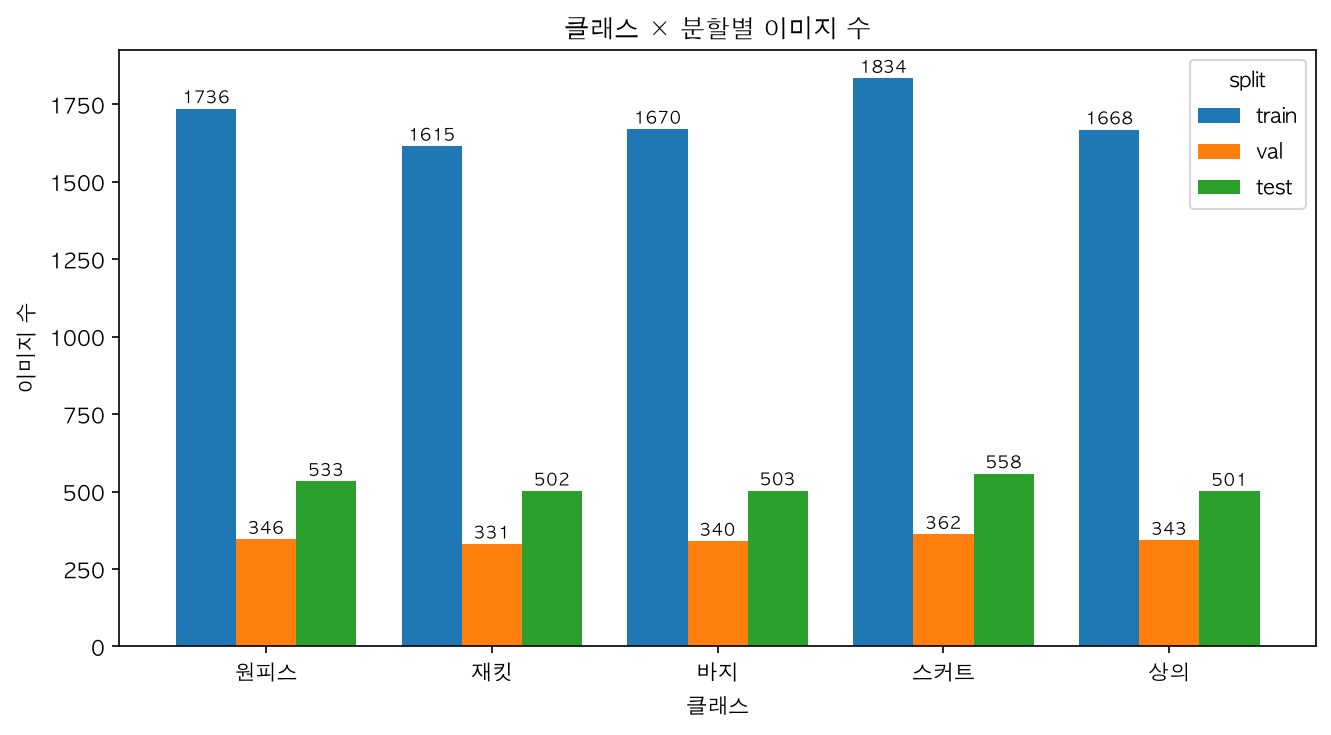 클래스 × 분할별 이미지 수
split
train
val
test
이미지 수
1750
1500
1250
1000
750
500
250
0
1736
346
533
1615
331
502
1670
340
503
1834
362
558
1668
343
501
원피스
재킷
바지
스커트
상의
클래스